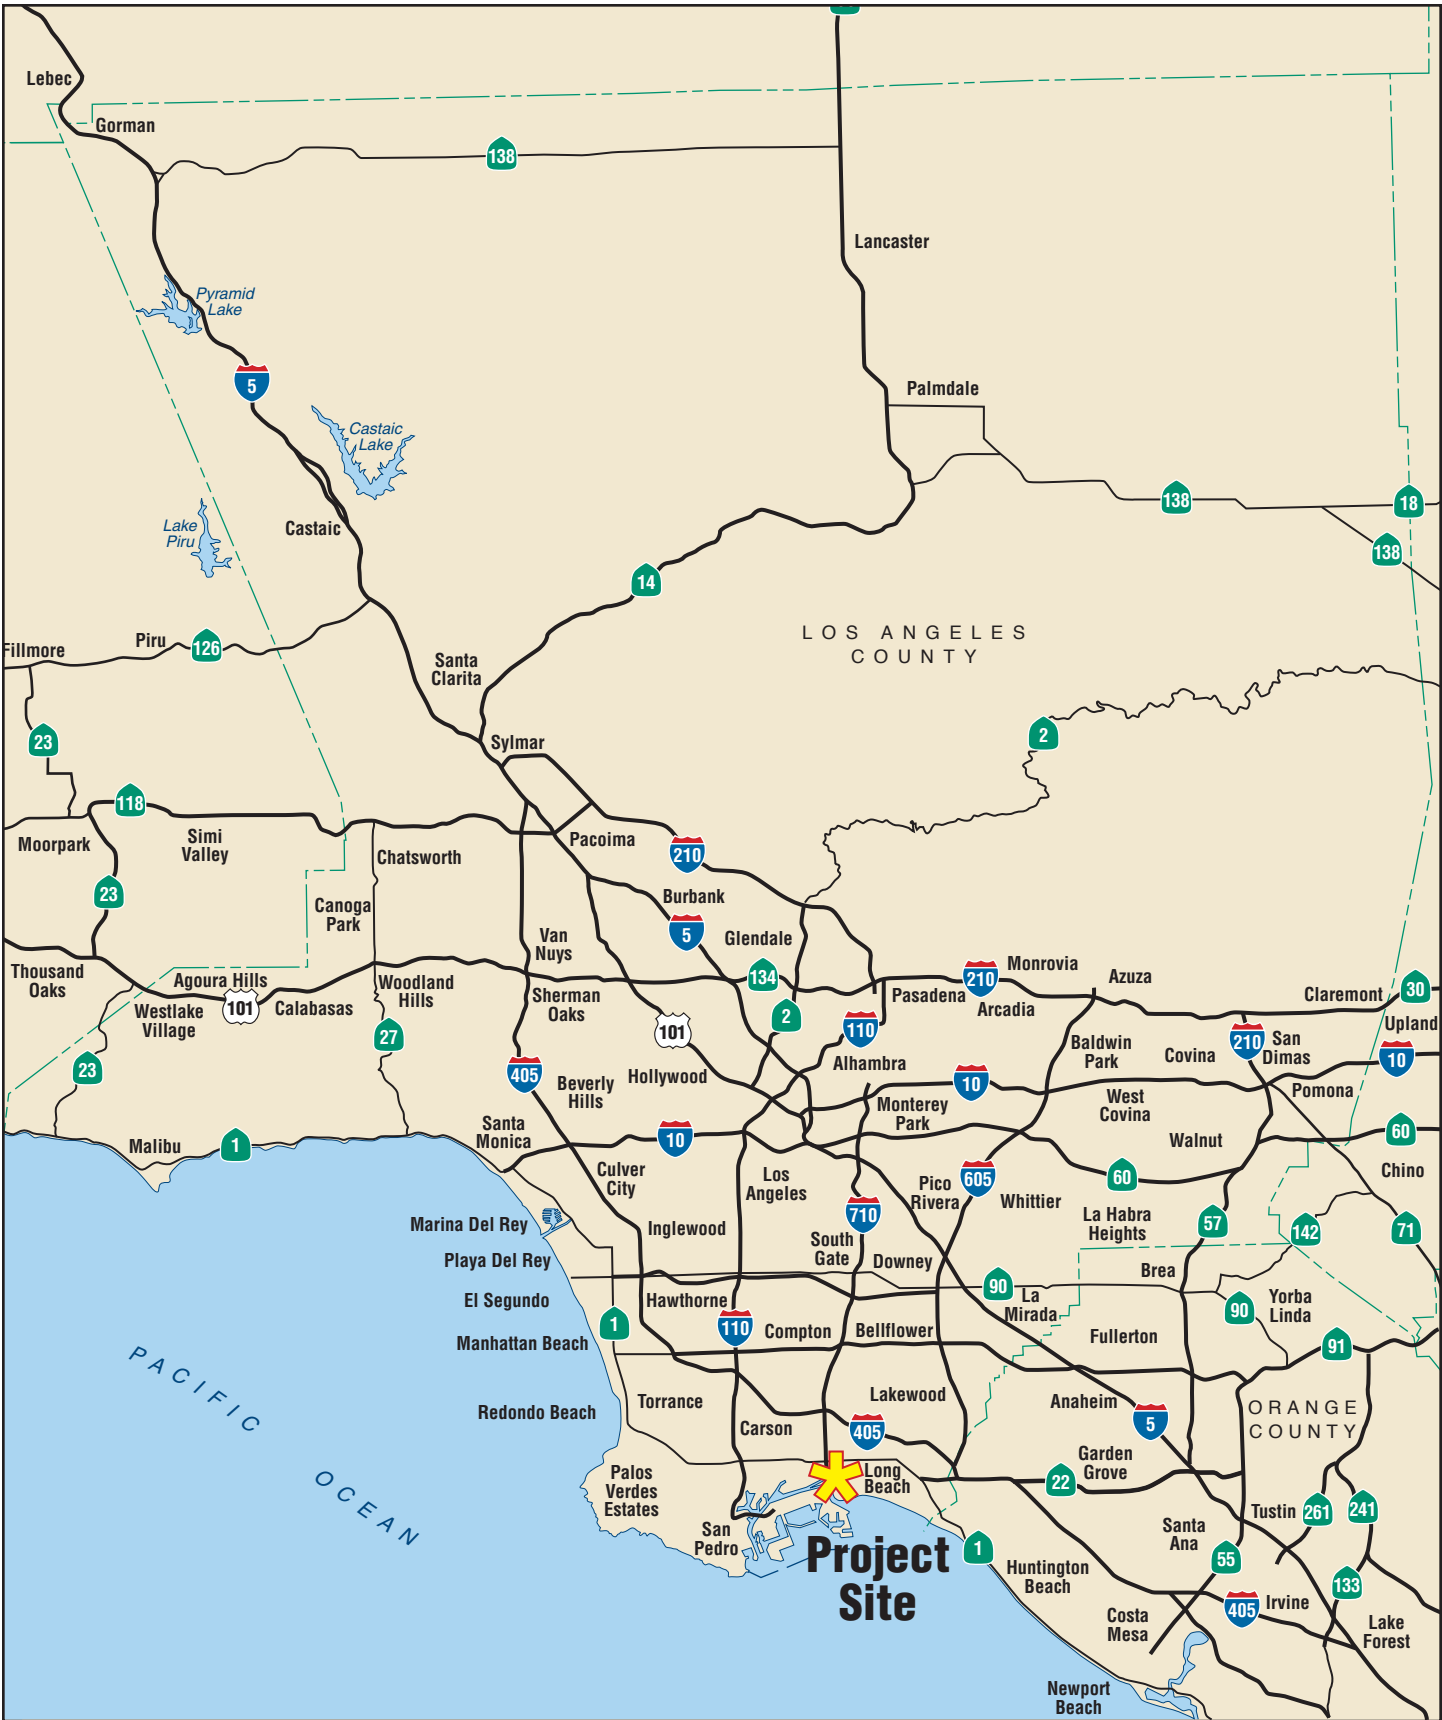 Lebec
Gorman
138
Lancaster
Pyramid
Lake
5
Palmdale
Castaic
Lake
138
18
Lake
Piru
Castaic
138
14
LOS ANGELES
COUNTY
Fillmore
Piru
126
Santa
Clarita
23
Sylmar
2
118
Moorpark
Simi
Valley
Chatsworth
Pacoima
210
23
Canoga
Park
Burbank
5
Van
Nuys
Glendale
134
Thousand
Oaks
Agoura Hills
101
Calabasas
Westlake
Village
Woodland
Hills
27
23
Sherman
Oaks
101
2
Pasadena
210
Monrovia
Arcadia
Azuza
Claremont
30
Upland
110
Alhambra
Baldwin
Park
Covina
210
San
Dimas
10
405
Beverly
Hills
Hollywood
10
Monterey
Park
West
Covina
Pomona
Santa
Monica
10
Malibu
1
Walnut
60
Chino
Culver
City
Los
Angeles
Pico
Rivera
605
Whittier
60
Marina Del Rey
Inglewood
710
South
Gate
Downey
La Habra
Heights
57
142
71
Playa Del Rey
El Segundo
Hawthorne
90
La
Mirada
Brea
90
Yorba
Linda
Manhattan Beach
1
110
Compton
Bellflower
Fullerton
91
PACIFIC
OCEAN
Redondo Beach
Torrance
Carson
Lakewood
405
Anaheim
5
ORANGE
COUNTY
Palos
Verdes
Estates
Long
Beach
22
Garden
Grove
San
Pedro
Project
Site
1
Huntington
Beach
Santa
Ana
Tustin
261
241
55
133
Costa
Mesa
405
Irvine
Lake
Forest
Newport
Beach